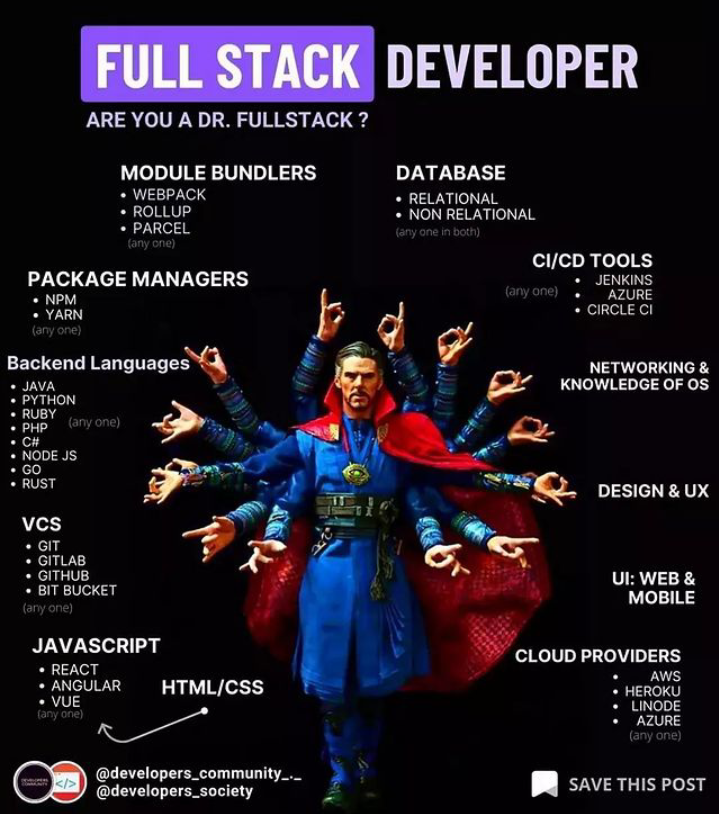 FULL STACK DEVELOPER
ARE YOU A DR. FULLSTACK ?
MODULE BUNDLERS
• WEBPACK
• ROLLUP
• PARCEL
(any one)
DATABASE
• RELATIONAL
• NON RELATIONAL
(any one in both)
CI/CD TOOLS
• JENKINS
• AZURE
• CIRCLE CI
(any one)
PACKAGE MANAGERS
• NPM
• YARN
(any one)
Backend Languages
• JAVA
• PYTHON
• RUBY
• PHP
• C#
• NODE JS
• GO
• RUST
(any one)
NETWORKING &
KNOWLEDGE OF OS
DESIGN & UX
VCS
• GIT
• GITLAB
• GITHUB
• BIT BUCKET
(any one)
UI: WEB &
MOBILE
JAVASCRIPT
• REACT
• ANGULAR
• VUE
(any one)
HTML/CSS
CLOUD PROVIDERS
• AWS
• HEROKU
• LINODE
• AZURE
(any one)
DEVELOPERS
COMMUNITY
</>
@developers_community_._
@developers_society
SAVE THIS POST